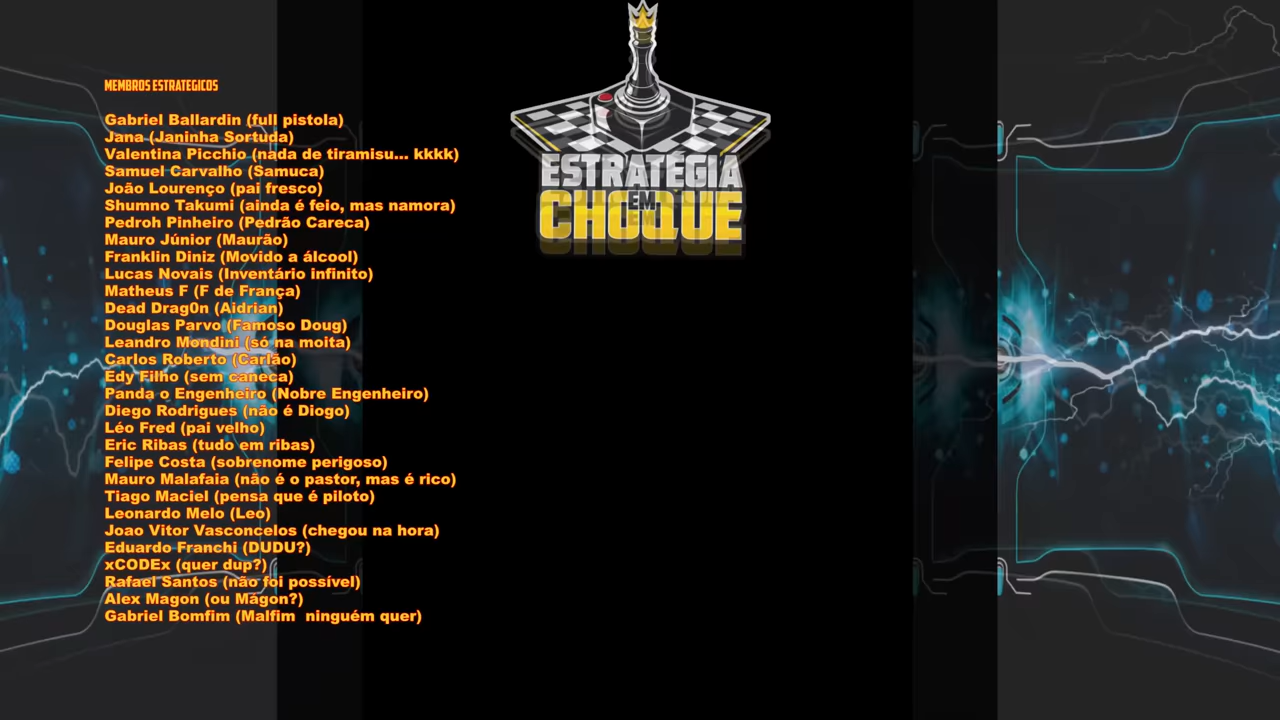 MEMBROS ESTRATEGICOS
Gabriel Ballardin (full pistola)
Jana (Janinha Sortuda)
Valentina Picchio (nada de tiramisu... kkkk)
Samuel Carvalho (Samuca)
João Lourenço (pai fresco)
Shumno Takumi (ainda é feio, mas namora)
Pedroh Pinheiro (Pedrão Careca)
Mauro Júnior (Maurão)
Franklin Diniz (Movido a álcool)
Lucas Novais (Inventário infinito)
Matheus F (F de França)
Dead Drag0n (Aidrian)
Douglas Parvo (Famoso Doug)
Leandro Mondini (só na moita)
Carlos Roberto (Carlão)
Edy Filho (sem caneca)
Panda o Engenheiro (Nobre Engenheiro)
Diego Rodrigues (não é Diogo)
Léo Fred (pai velho)
Eric Ribas (tudo em ribas)
Felipe Costa (sobrenome perigoso)
Mauro Malafaia (não é o pastor, mas é rico)
Tiago Maciel (pensa que é piloto)
Leonardo Melo (Leo)
Joao Vitor Vasconcelos (chegou na hora)
Eduardo Franchi (DUDU?)
xCODEx (quer dup?)
Rafael Santos (não foi possível)
Alex Magon (ou Mágon?)
Gabriel Bomfim (Malfim  ninguém quer)
ESTRATÉGIA
EM
CHOQUE